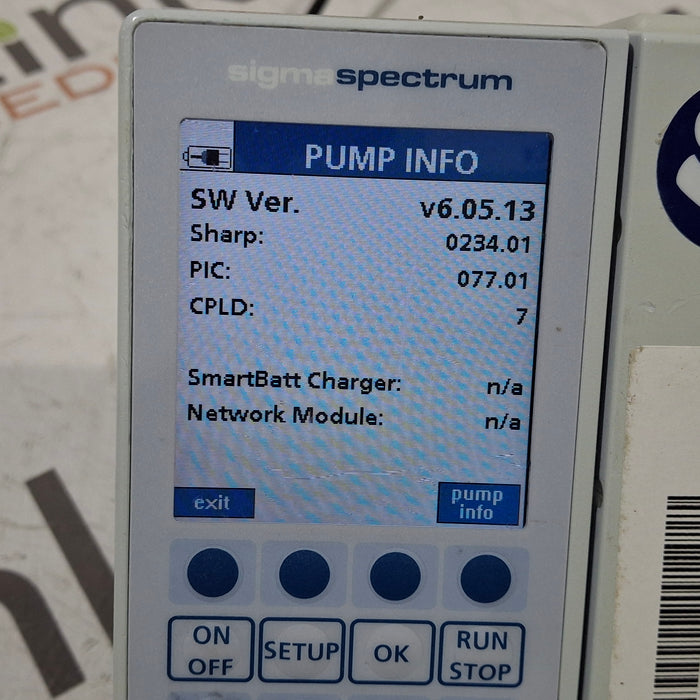 sigmaspectrum
PUMP INFO
SW Ver. v6.05.13
Sharp: 0234.01
PIC: 077.01
CPLD: 7
SmartBatt Charger: n/a
Network Module: n/a
exit
pump
info
ON
OFF
SETUP
OK
RUN
STOP